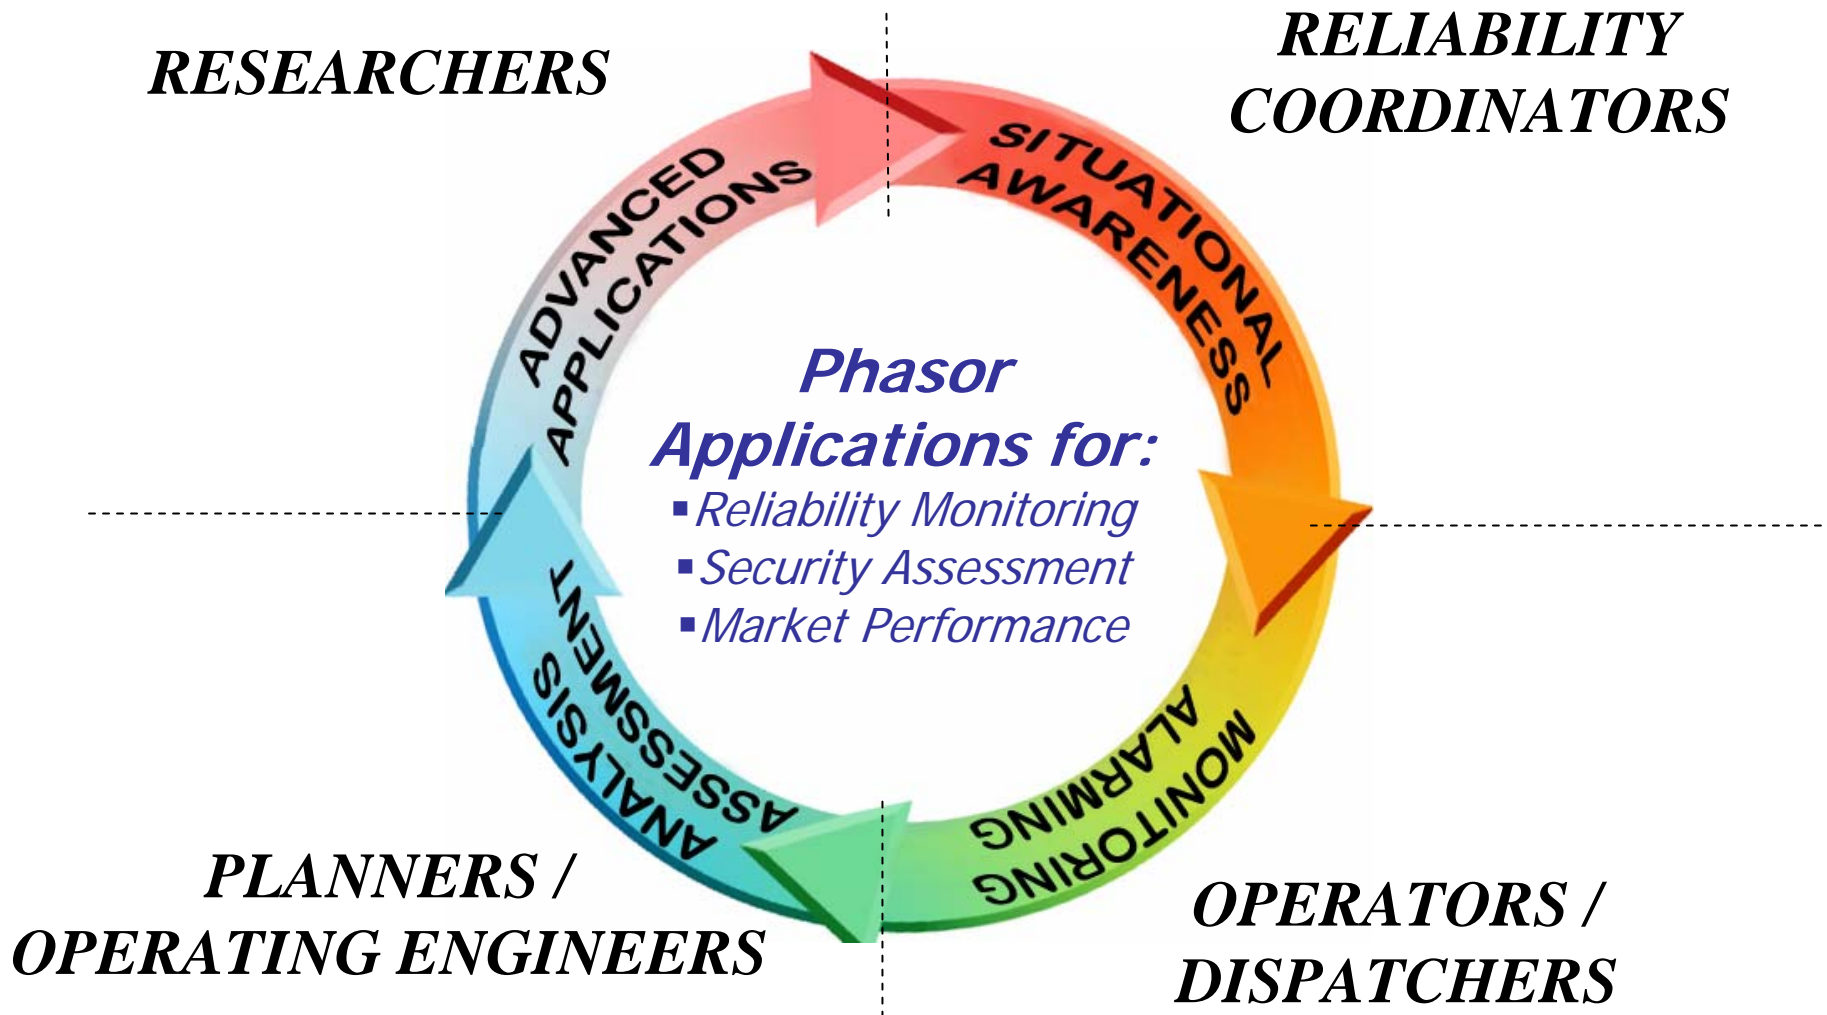 RESEARCHERS
RELIABILITY
COORDINATORS
ADVANCED
APPLICATIONS
SITUATIONAL
AWARENESS
Phasor
Applications for:
▪Reliability Monitoring
▪Security Assessment
▪Market Performance
ANALYSIS
ASSESSMENT
MONITORING
ALARMING
PLANNERS /
OPERATING ENGINEERS
OPERATORS /
DISPATCHERS